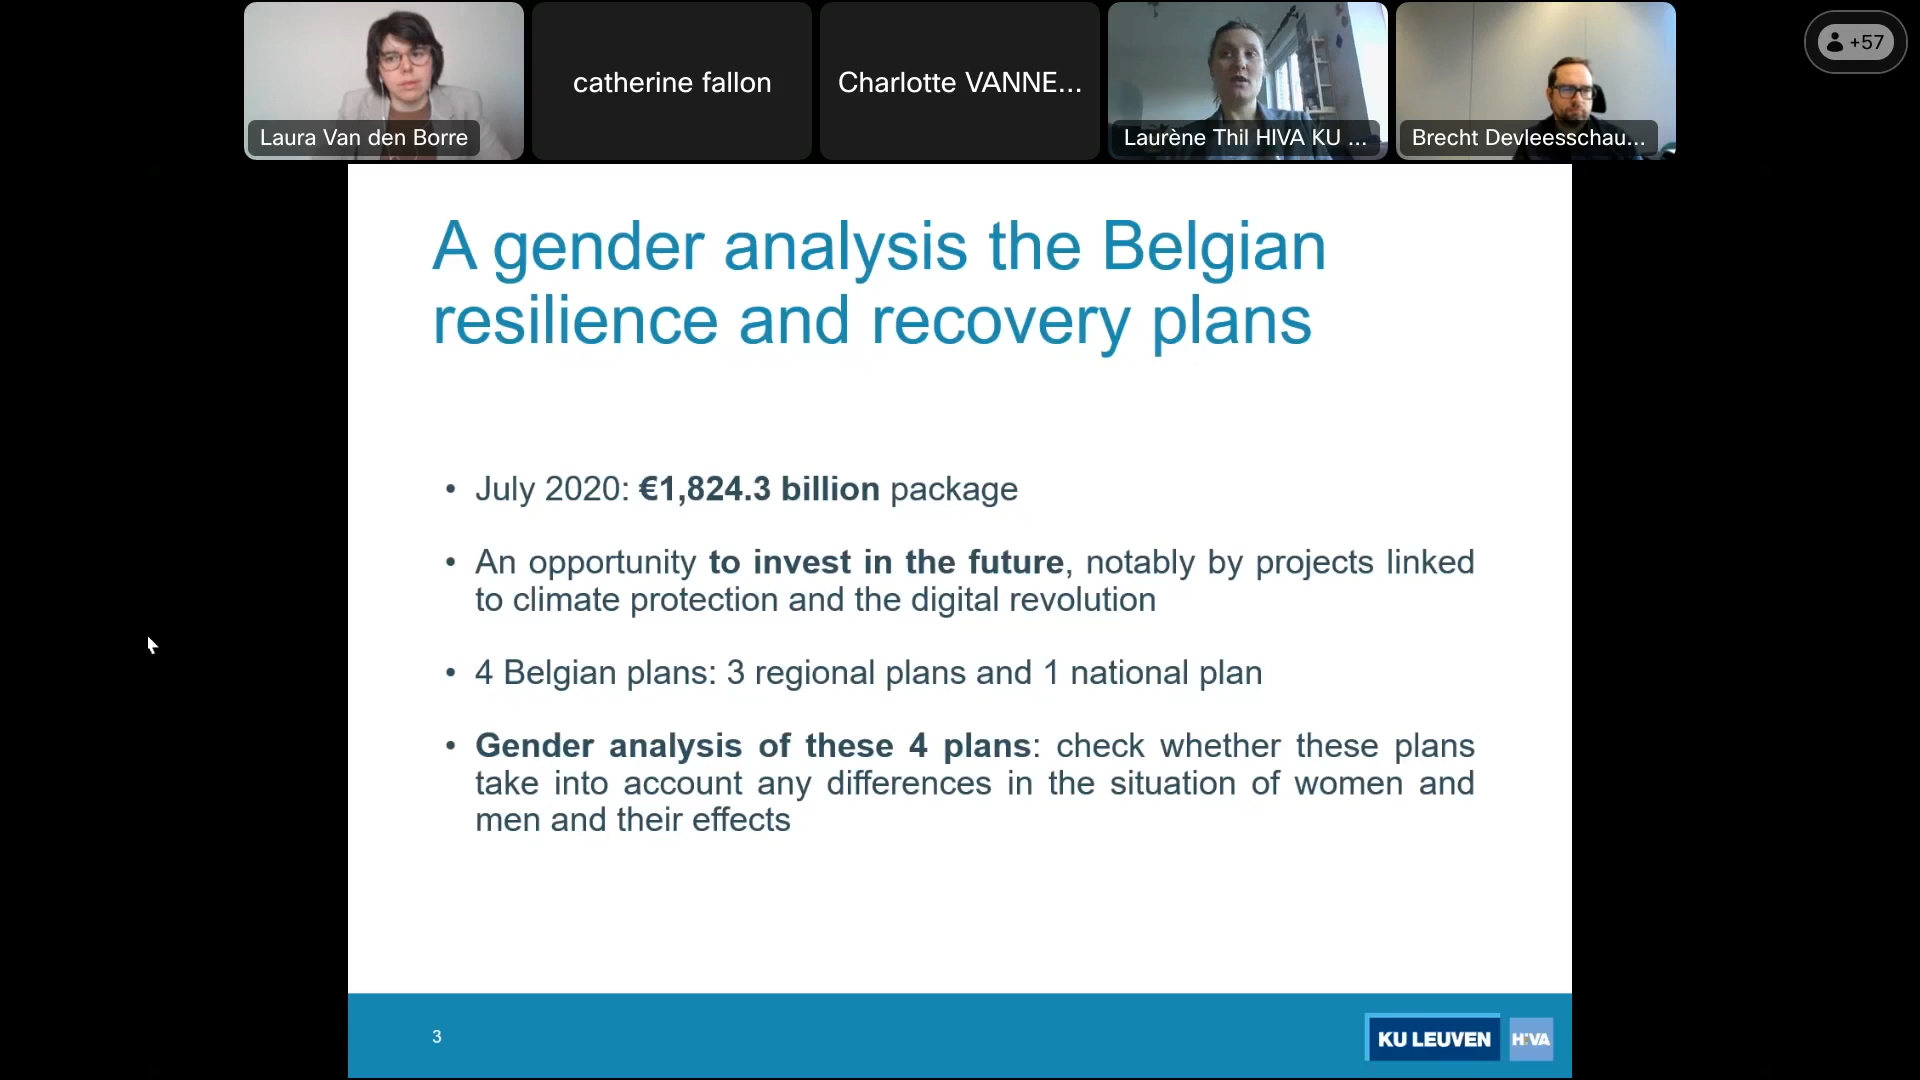 Laura Van den Borre
catherine fallon
Charlotte VANNE...
Laurène Thil HIVA KU ...
Brecht Devleesschau...
+57
A gender analysis the Belgian
resilience and recovery plans
• July 2020: €1,824.3 billion package
• An opportunity to invest in the future, notably by projects linked
to climate protection and the digital revolution
• 4 Belgian plans: 3 regional plans and 1 national plan
• Gender analysis of these 4 plans: check whether these plans
take into account any differences in the situation of women and
men and their effects
3
KU LEUVEN
HIVA